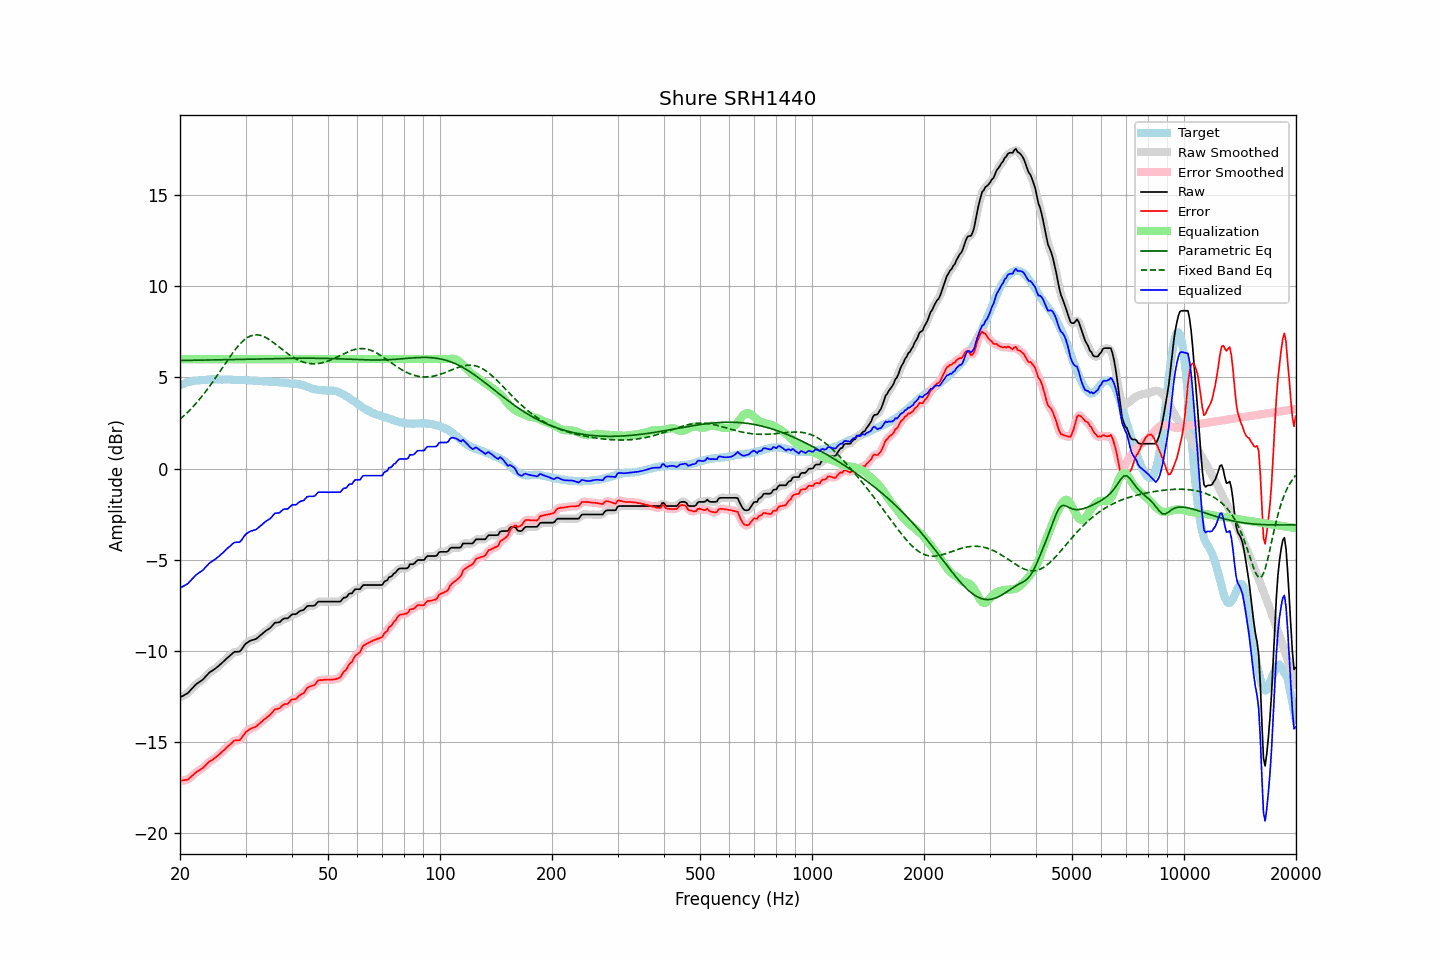 Shure SRH1440
Target
Raw Smoothed
Error Smoothed
Raw
Error
Equalization
Parametric Eq
Fixed Band Eq
Equalized
Amplitude (dBr)
15
10
5
0
−5
−10
−15
−20
20 50 100 200 500 1000 2000 5000 10000 20000
Frequency (Hz)